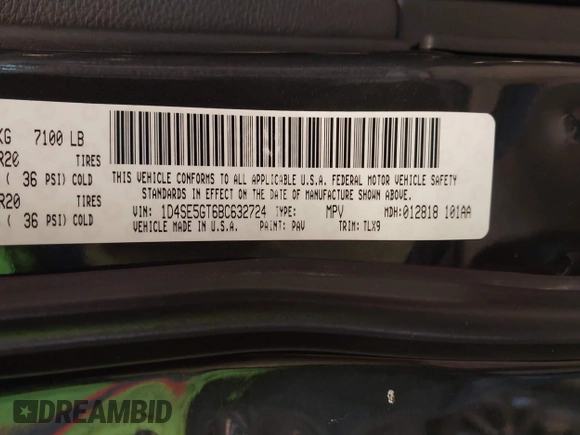 KG 7100 LB
R20 TIRES
( 36 PSI) COLD
R20 TIRES
( 36 PSI) COLD
THIS VEHICLE CONFORMS TO ALL APPLICABLE U.S.A. FEDERAL MOTOR VEHICLE SAFETY
STANDARDS IN EFFECT ON THE DATE OF MANUFACTURE SHOWN ABOVE.
VIN: 1D4SE5GT6BC632724 TYPE: MPV MDH: 012818 101AA
VEHICLE MADE IN U.S.A. PAINT: PAV TRIM: TLX9
DREAMBID